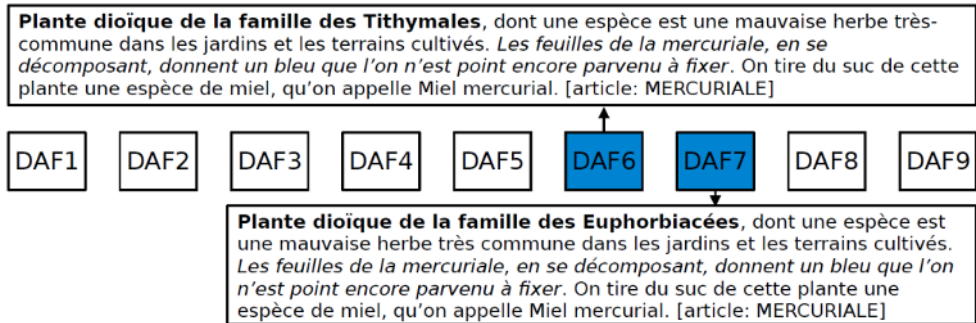 Plante dioïque de la famille des Tithymales, dont une espèce est une mauvaise herbe très-
commune dans les jardins et les terrains cultivés. Les feuilles de la mercuriale, en se
décomposant, donnent un bleu que l’on n’est point encore parvenu à fixer. On tire du suc de cette
plante une espèce de miel, qu’on appelle Miel mercurial. [article: MERCURIALE]
DAF1 DAF2 DAF3 DAF4 DAF5 DAF6 DAF7 DAF8 DAF9
Plante dioïque de la famille des Euphorbiacées, dont une espèce est
une mauvaise herbe très commune dans les jardins et les terrains cultivés.
Les feuilles de la mercuriale, en se décomposant, donnent un bleu que l’on
n’est point encore parvenu à fixer. On tire du suc de cette plante une
espèce de miel, qu’on appelle Miel mercurial. [article: MERCURIALE]